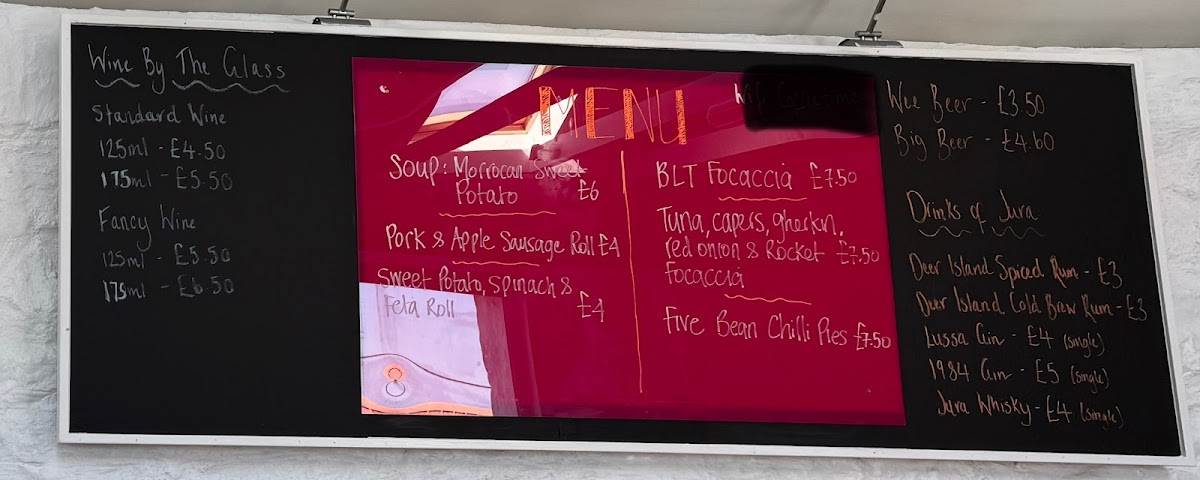 Wine By The Glass
Standard Wine
125ml - £4.50
175ml - £5.50
Fancy Wine
125ml - £5.50
175ml - £6.50
MENU
Wifi
Soup: Morrocan Sweet
Potato £6
Pork & Apple Sausage Roll £4
Sweet Potato, spinach &
Feta Roll £4
BLT Focaccia £7.50
Tuna, capers, gherkin,
red onion & Rocket £7.50
Focaccia
Five Bean Chilli Pies £7.50
Wee Beer - £3.50
Big Beer - £4.60
Drinks of Jura
Deer Island Spiced Rum - £3
Deer Island Cold Brew Rum - £3
Lussa Gin - £4 (single)
1984 Gin - £5 (single)
Jura Whisky - £4 (single)